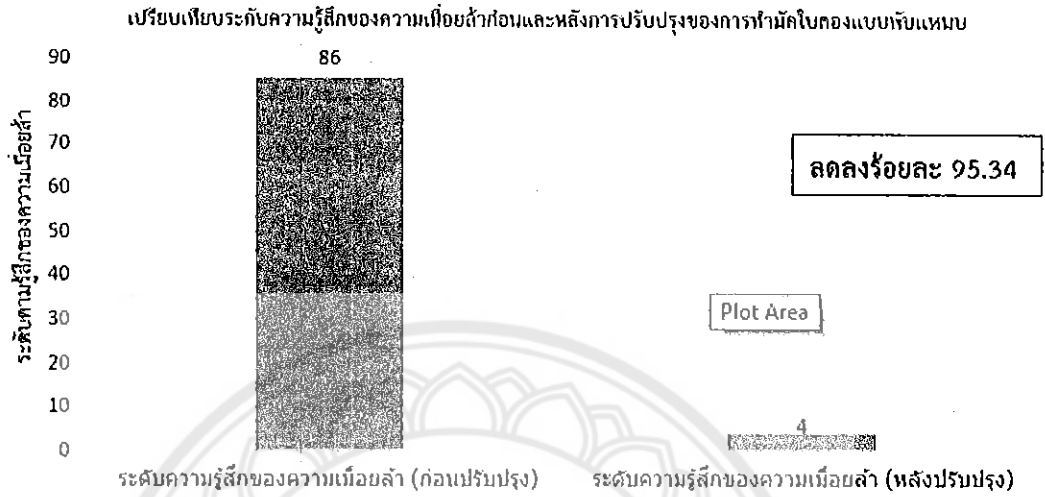 เปรียบเทียบระดับความรู้สึกของความเมื่อยล้าก่อนและหลังการปรับปรุงของการทำมัดใบตองแบบพับแหนบ
90
86
80
70
60
50
40
30
20
10
0
ระดับความรู้สึกของความเมื่อยล้า
ลดลงร้อยละ 95.34
Plot Area
4
ระดับความรู้สึกของความเมื่อยล้า (ก่อนปรับปรุง)
ระดับความรู้สึกของความเมื่อยล้า (หลังปรับปรุง)